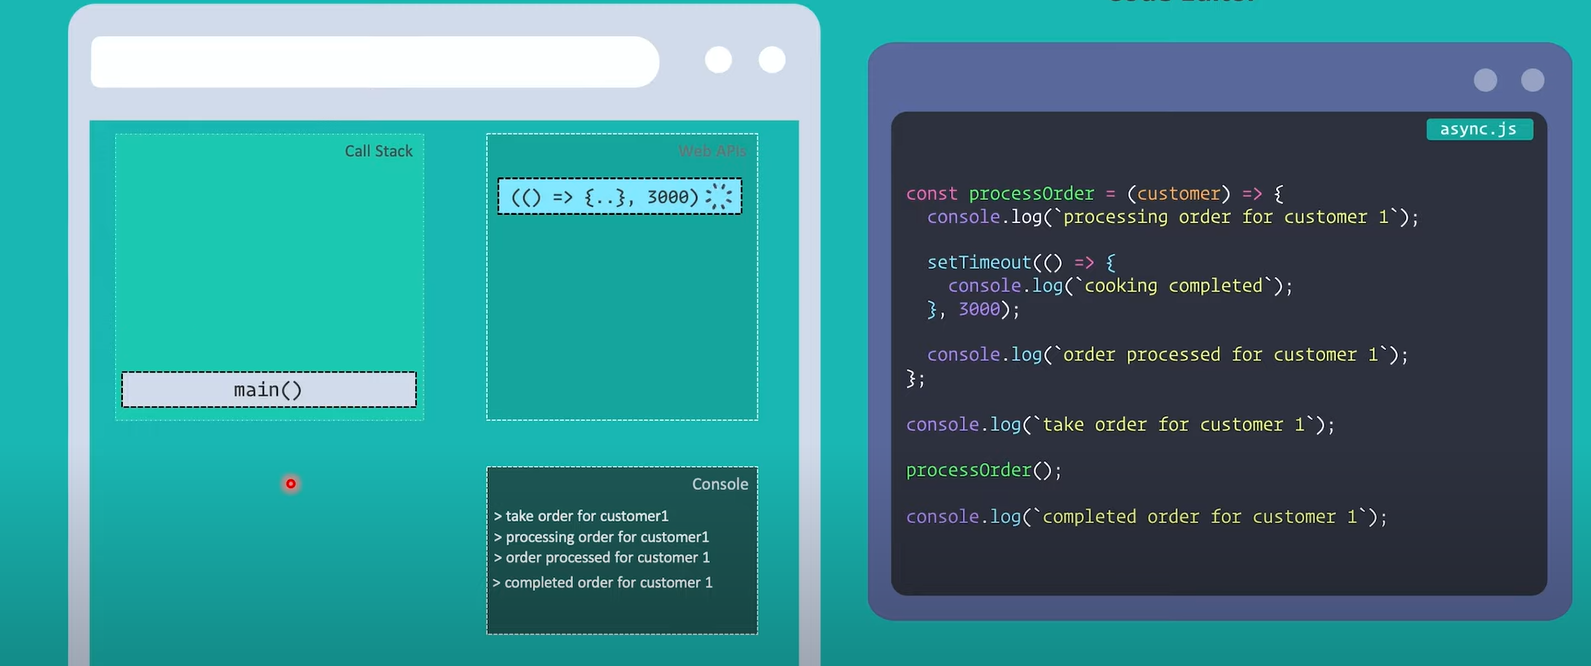 Call Stack
Web APIs
(() => {..}, 3000)
main()
Console
> take order for customer1
> processing order for customer1
> order processed for customer 1
> completed order for customer 1
async.js
const processOrder = (customer) => {
console.log(`processing order for customer 1`);
setTimeout(() => {
console.log(`cooking completed`);
}, 3000);
console.log(`order processed for customer 1`);
};
console.log(`take order for customer 1`);
processOrder();
console.log(`completed order for customer 1`);